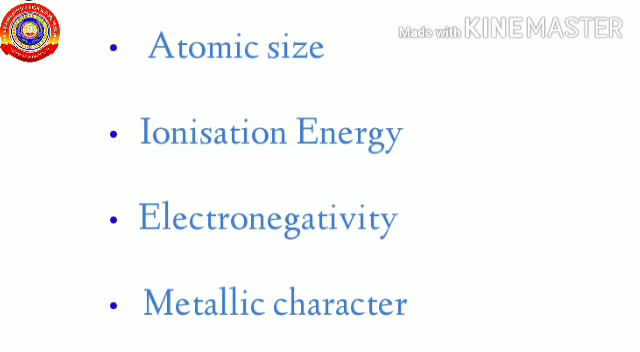 Made with KINEMASTER
• Atomic size
• Ionisation Energy
• Electronegativity
• Metallic character